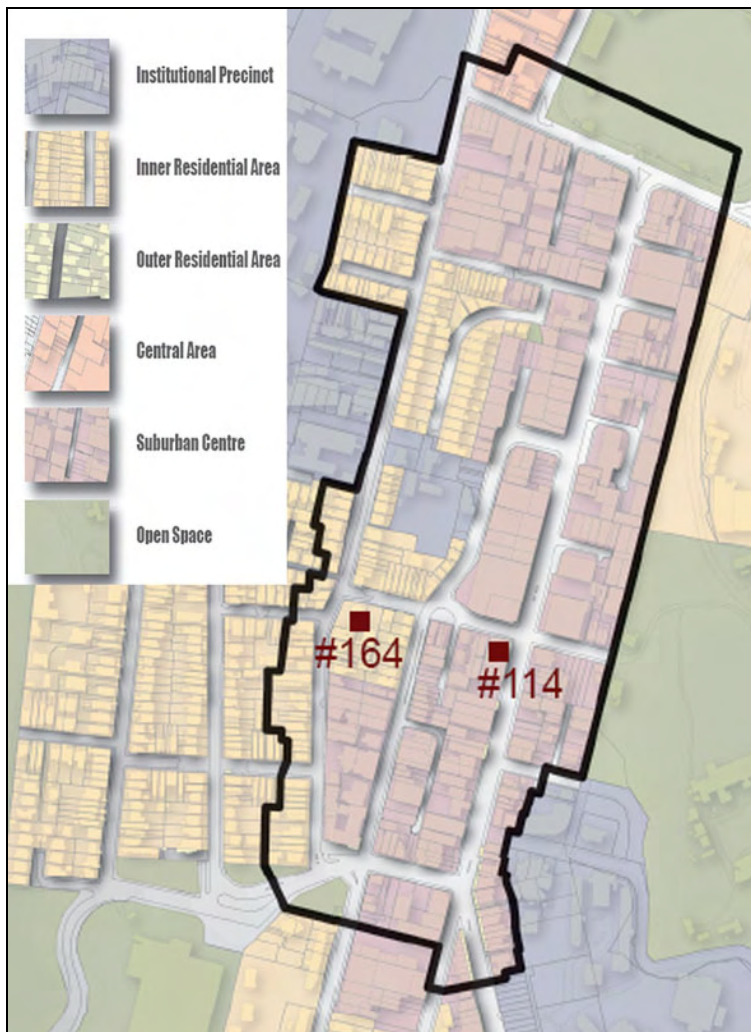 Institutional Precinct
Inner Residential Area
Outer Residential Area
Central Area
Suburban Centre
Open Space
#164
#114